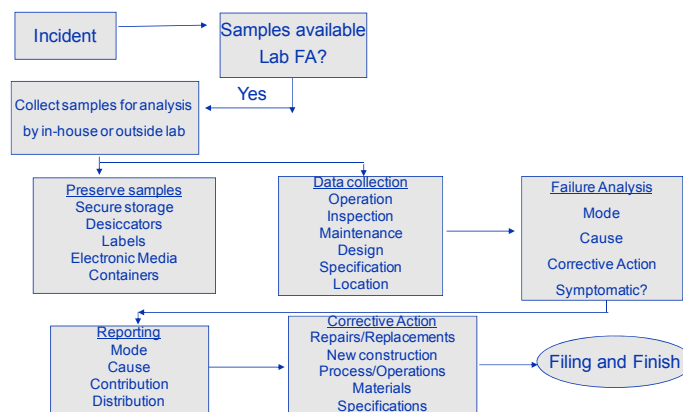 Incident
Samples available
Lab FA?
Yes
Collect samples for analysis
by in-house or outside lab
Preserve samples
Secure storage
Desiccators
Labels
Electronic Media
Containers
Data collection
Operation
Inspection
Maintenance
Design
Specification
Location
Failure Analysis
Mode
Cause
Corrective Action
Symptomatic?
Reporting
Mode
Cause
Contribution
Distribution
Corrective Action
Repairs/Replacements
New construction
Process/Operations
Materials
Specifications
Filing and Finish